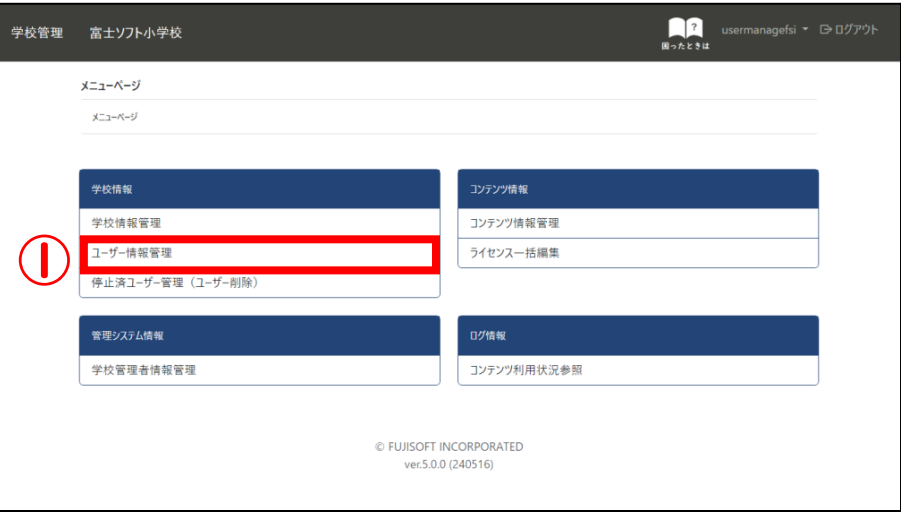 学校管理 富士ソフト小学校
?
困ったときは
usermanagefsi ログアウト
メニューページ
メニューページ
学校情報
学校情報管理
①
ユーザー情報管理
停止済ユーザー管理（ユーザー削除）
コンテンツ情報
コンテンツ情報管理
ライセンス一括編集
管理システム情報
学校管理者情報管理
ログ情報
コンテンツ利用状況参照
© FUJISOFT INCORPORATED
ver.5.0.0 (240516)